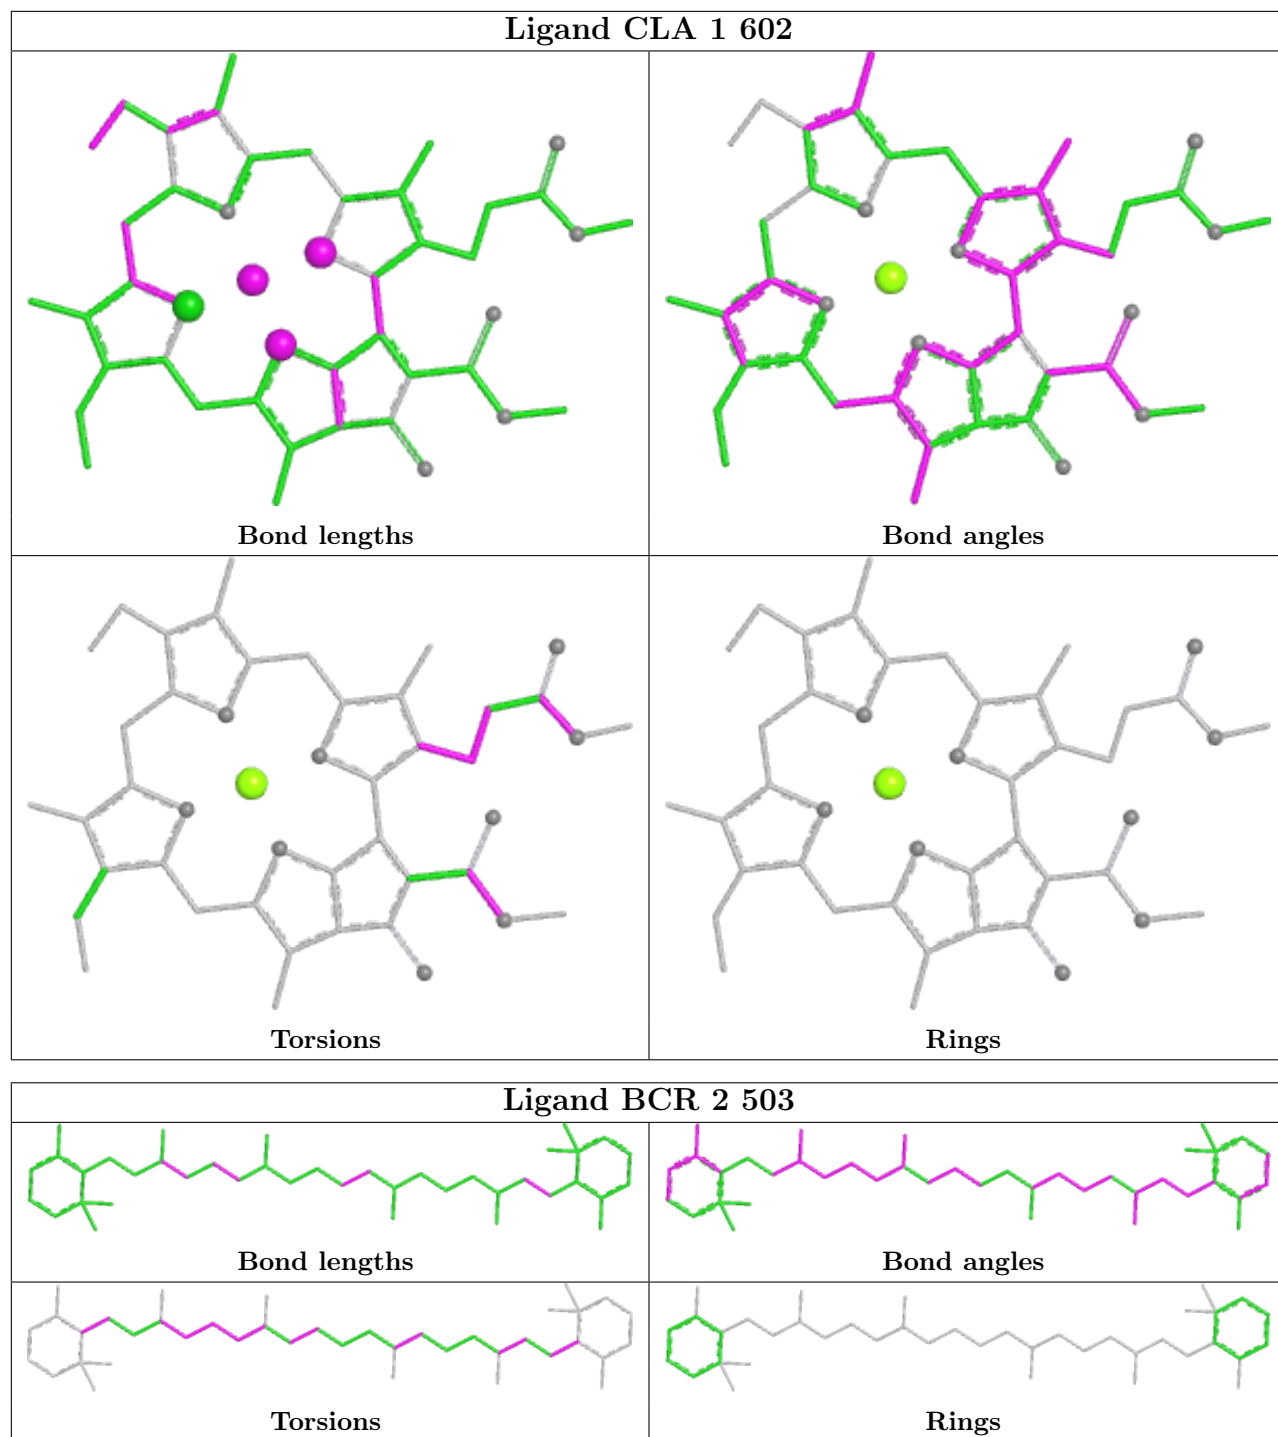 Ligand CLA 1 602
Bond lengths
Bond angles
Torsions
Rings
Ligand BCR 2 503
Bond lengths
Bond angles
Torsions
Rings